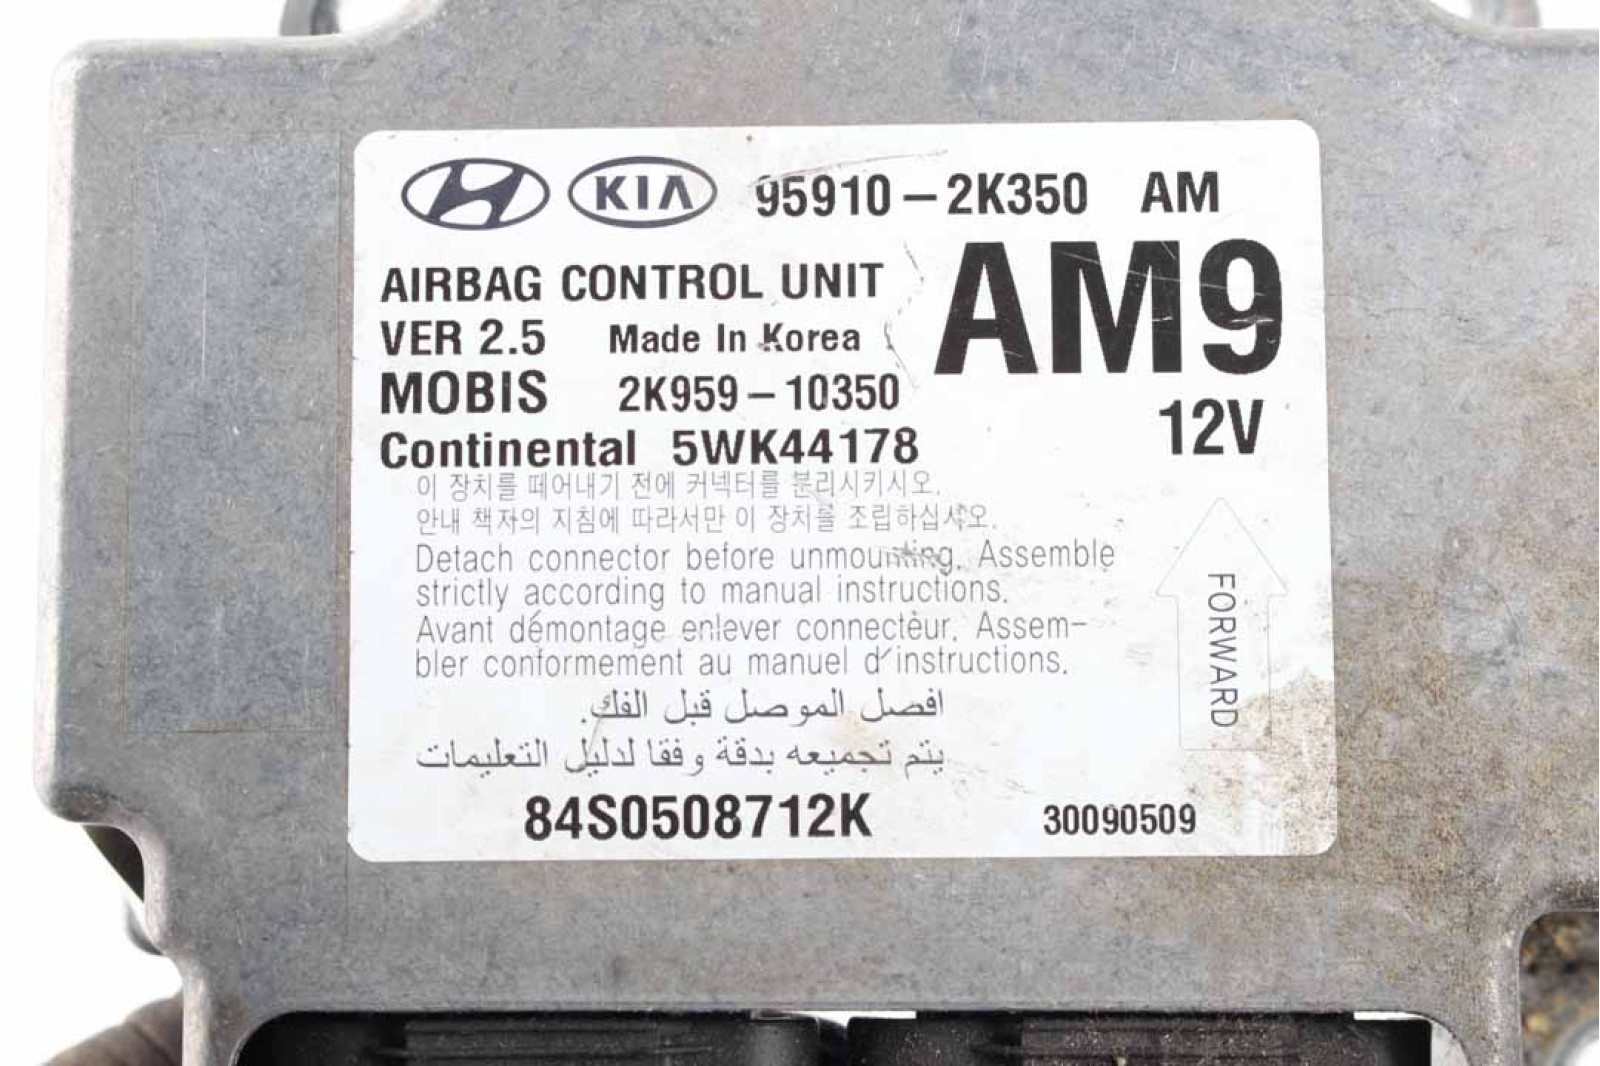 KIA 95910-2K350 AM
AIRBAG CONTROL UNIT
AM9
VER 2.5 Made In Korea
MOBIS 2K959-10350
12V
Continental 5WK44178
이 장치를 떼어내기 전에 커넥터를 분리시키시오.
안내 책자의 지침에 따라서만 이 장치를 조립하십시오.
Detach connector before unmounting. Assemble
strictly according to manual instructions.
Avant démontage enlever connectèur. Assem-
bler conformement au manuel d'instructions.
FORWARD
افصل الموصل قبل الفك.
يتم تجميعه بدقة وفقا لدليل التعليمات
84S0508712K 30090509